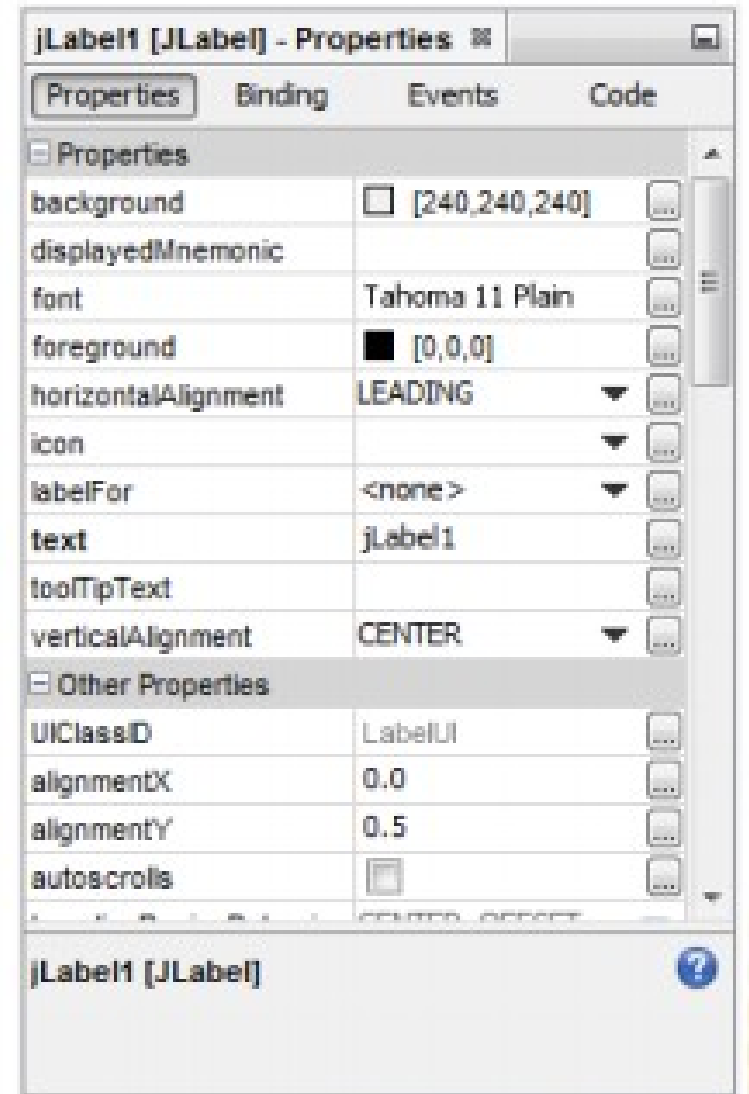 jLabel1 [JLabel] - Properties
Properties Binding Events Code
Properties
background [240,240,240] ...
displayedMnemonic ...
font Tahoma 11 Plain ...
foreground [0,0,0] ...
horizontalAlignment LEADING ...
icon ...
labelFor <none> ...
text jLabel1 ...
toolTipText ...
verticalAlignment CENTER ...
Other Properties
UIClassID LabelUI ...
alignmentX 0.0 ...
alignmentY 0.5 ...
autoscrolls ...
CENTER_OFFSET
jLabel1 [JLabel] ?